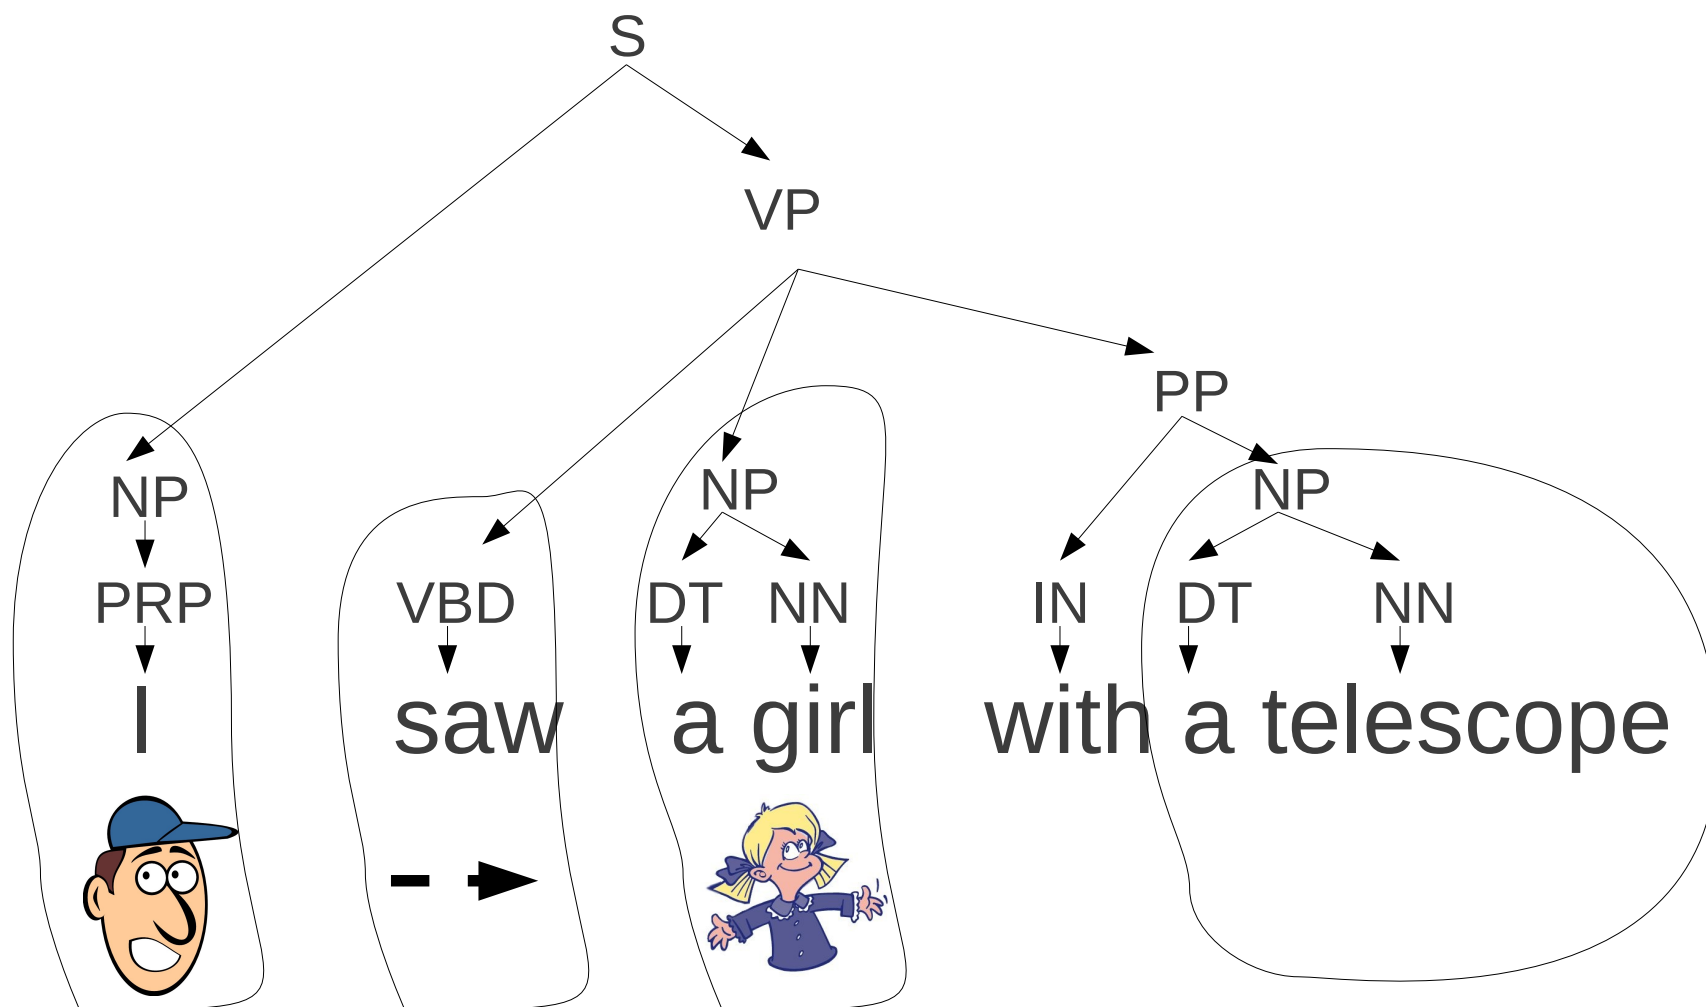 S
VP
PP
NP NP NP
PRP VBD DT NN IN DT NN
I saw a girl with a telescope